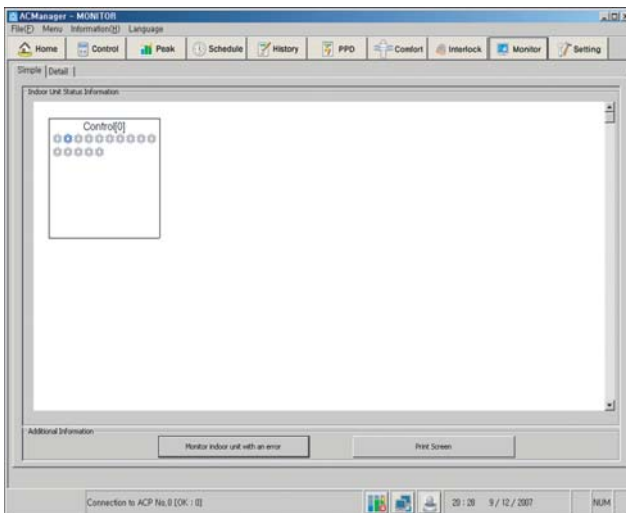 ACManager - MONITOR
File(F) Menu Information(H) Language
Home Control Peak Schedule History PPD Comfort Interlock Monitor Setting
Simple Detail
Indoor Unit Status Information
Control[0]
Additional Information
Monitor indoor unit with an error Print Screen
Connection to ACP No,0 [OK : 0] 20 : 28 9 / 12 / 2007 NUM